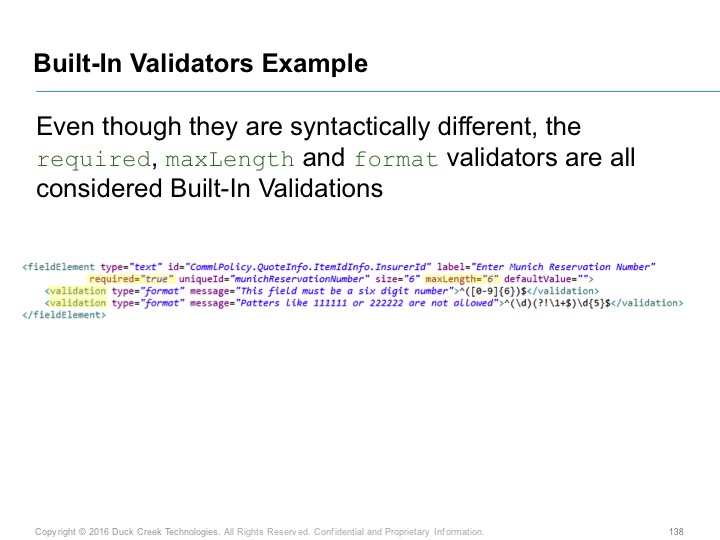 Built-In Validators Example
Even though they are syntactically different, the
required, maxLength and format validators are all
considered Built-In Validations
<fieldElement type="text" id="CommlPolicy.QuoteInfo.ItemIdInfo.InsurerId" label="Enter Munich Reservation Number"
required="true" uniqueId="munichReservationNumber" size="6" maxLength="6" defaultValue="">
<validation type="format" message="This field must be a six digit number">^([0-9]{6})$</validation>
<validation type="format" message="Patters like 111111 or 222222 are not allowed">^(\d)(?!\1+$)\d{5}$</validation>
</fieldElement>
Copyright © 2016 Duck Creek Technologies. All Rights Reserved. Confidential and Proprietary Information.
138